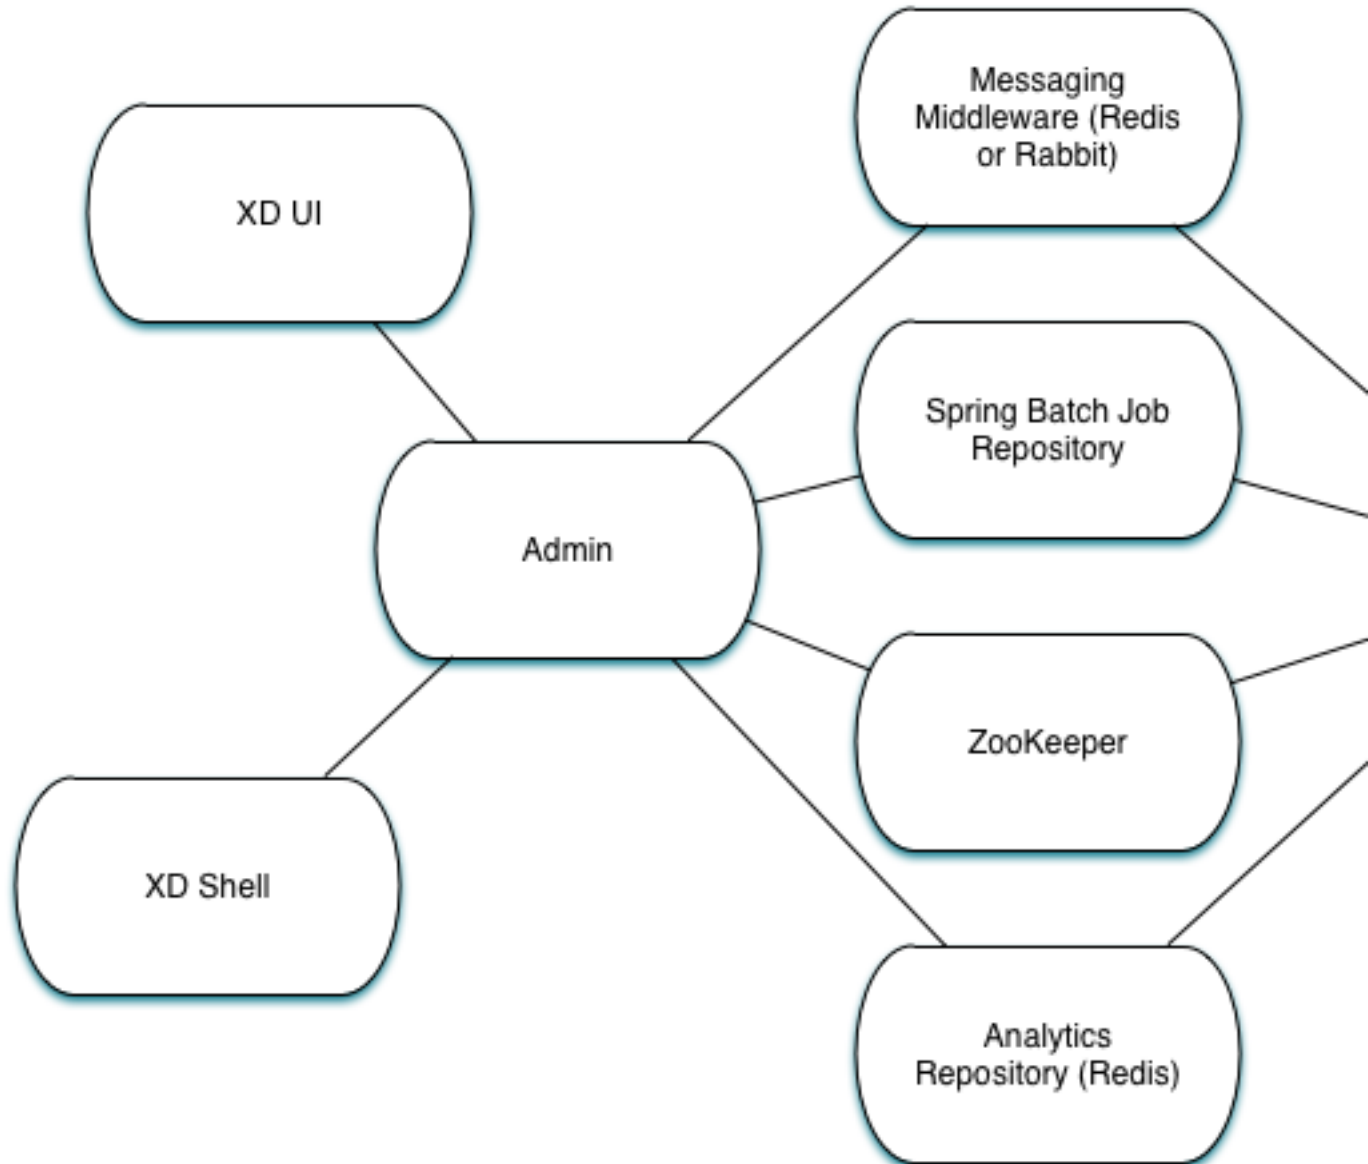 Messaging
Middleware (Redis
or Rabbit)
XD UI
Spring Batch Job
Repository
Admin
ZooKeeper
XD Shell
Analytics
Repository (Redis)